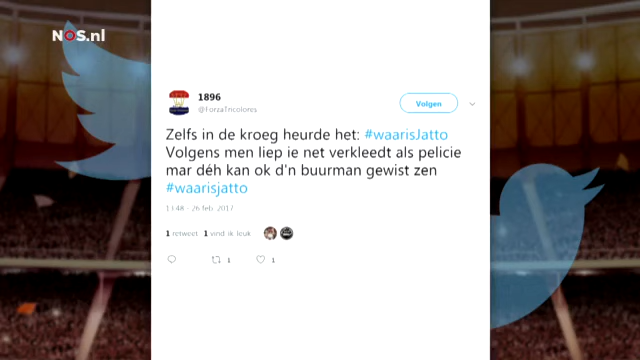 NOS.nl
1896
@ForzaTricolores
Volgen
Zelfs in de kroeg heurde het: #waarisJatto
Volgens men liep ie net verkleedt als pelicie
mar déh kan ok d'n buurman gewist zen
#waarisjatto
13:48 - 26 feb. 2017
1 retweet 1 vind-ik-leuk
1 1